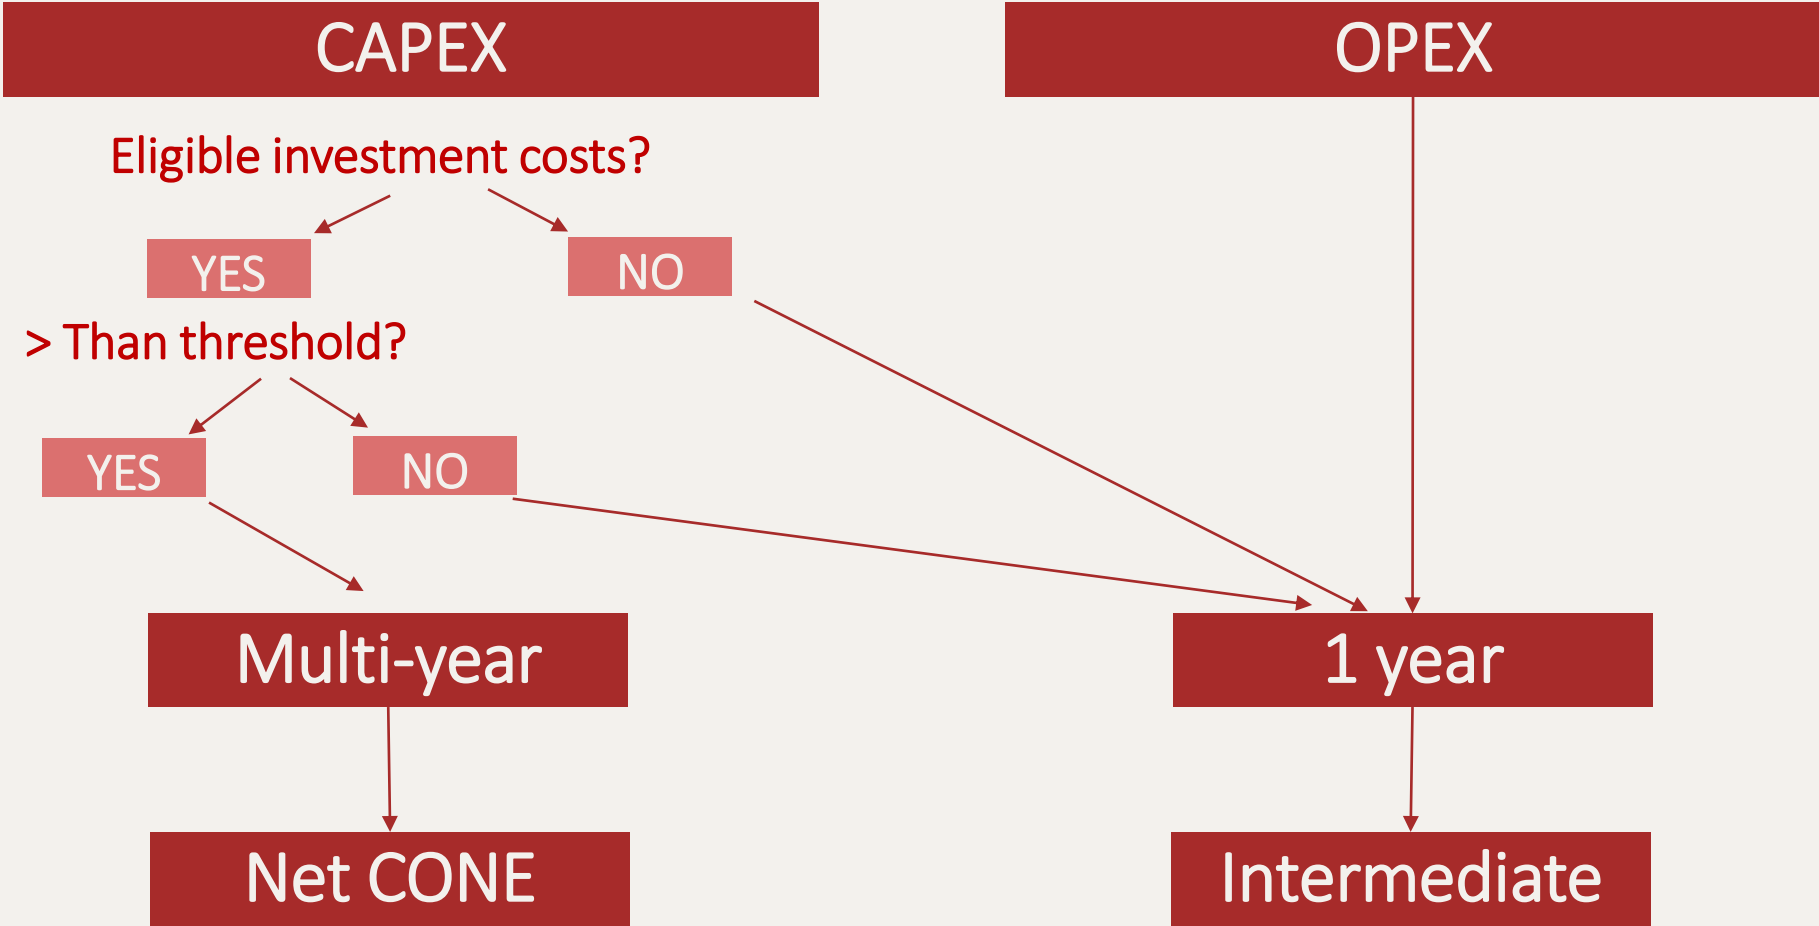 CAPEX
OPEX
Eligible investment costs?
YES
NO
> Than threshold?
YES
NO
Multi-year
1 year
Net CONE
Intermediate